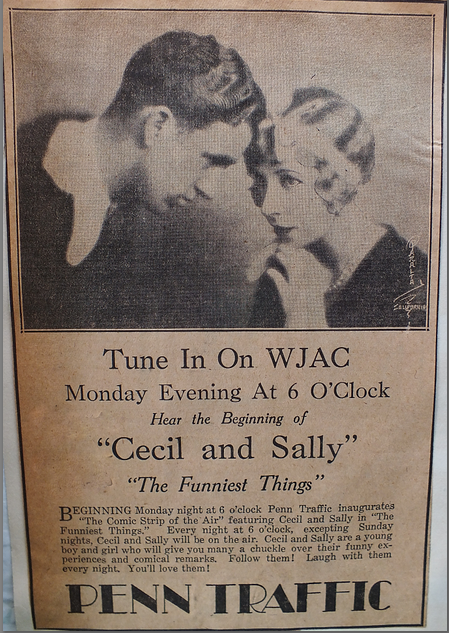 CALIFORNIA
Tune In On WJAC
Monday Evening At 6 O'Clock
Hear the Beginning of
"Cecil and Sally"
"The Funniest Things"
BEGINNING Monday night at 6 o'clock Penn Traffic inaugurates
"The Comic Strip of the Air" featuring Cecil and Sally in "The
Funniest Things." Every night at 6 o'clock, excepting Sunday
nights, Cecil and Sally will be on the air. Cecil and Sally are a young
boy and girl who will give you many a chuckle over their funny ex-
periences and comical remarks. Follow them! Laugh with them
every night. You'll love them!
PENN TRAFFIC